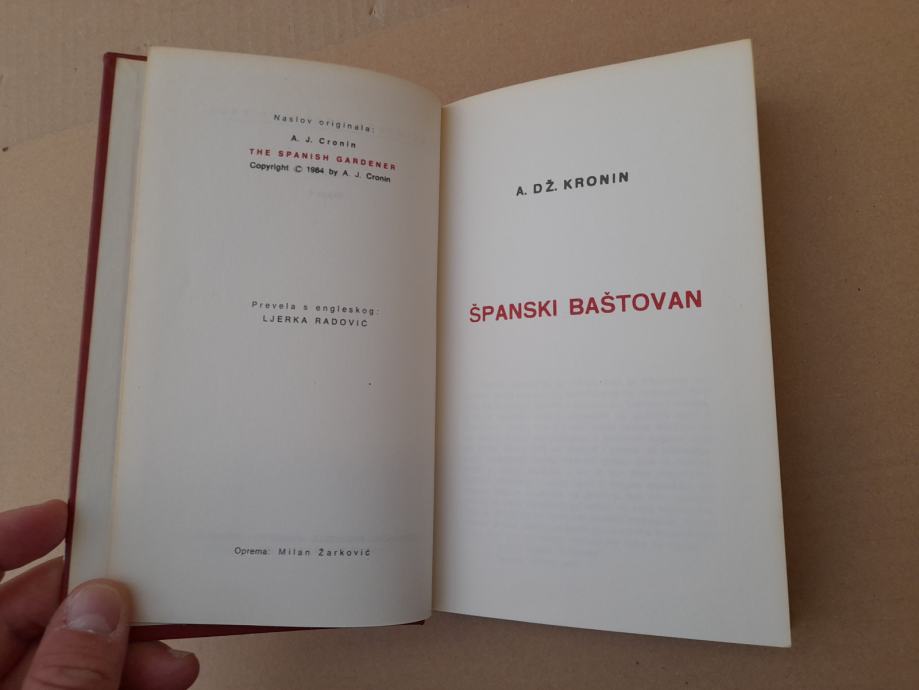 Naslov originala:
A. J. Cronin
THE SPANISH GARDENER
Copyright © 1964 by A. J. Cronin
Prevela s engleskog:
LJERKA RADOVIĆ
Oprema: Milan Žarković
A. DŽ. KRONIN
ŠPANSKI BAŠTOVAN